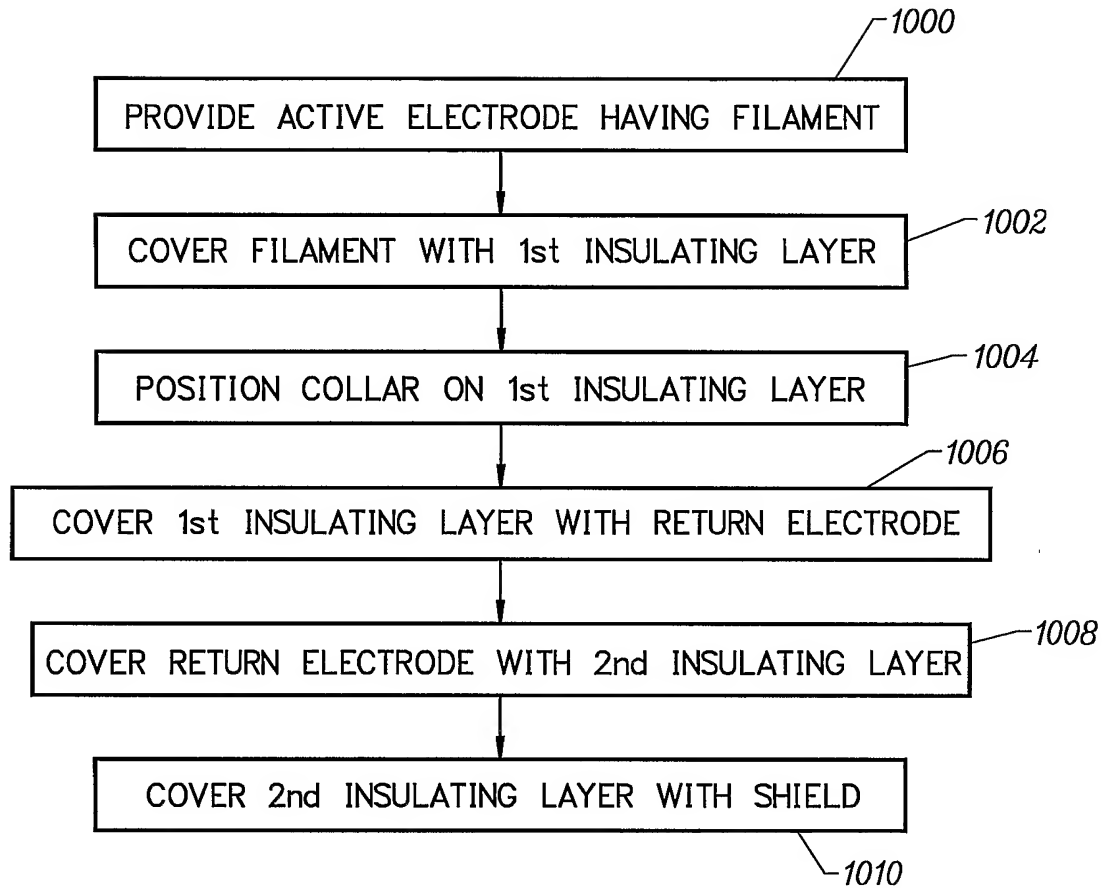 1000
PROVIDE ACTIVE ELECTRODE HAVING FILAMENT
1002
COVER FILAMENT WITH 1st INSULATING LAYER
1004
POSITION COLLAR ON 1st INSULATING LAYER
1006
COVER 1st INSULATING LAYER WITH RETURN ELECTRODE
1008
COVER RETURN ELECTRODE WITH 2nd INSULATING LAYER
COVER 2nd INSULATING LAYER WITH SHIELD
1010